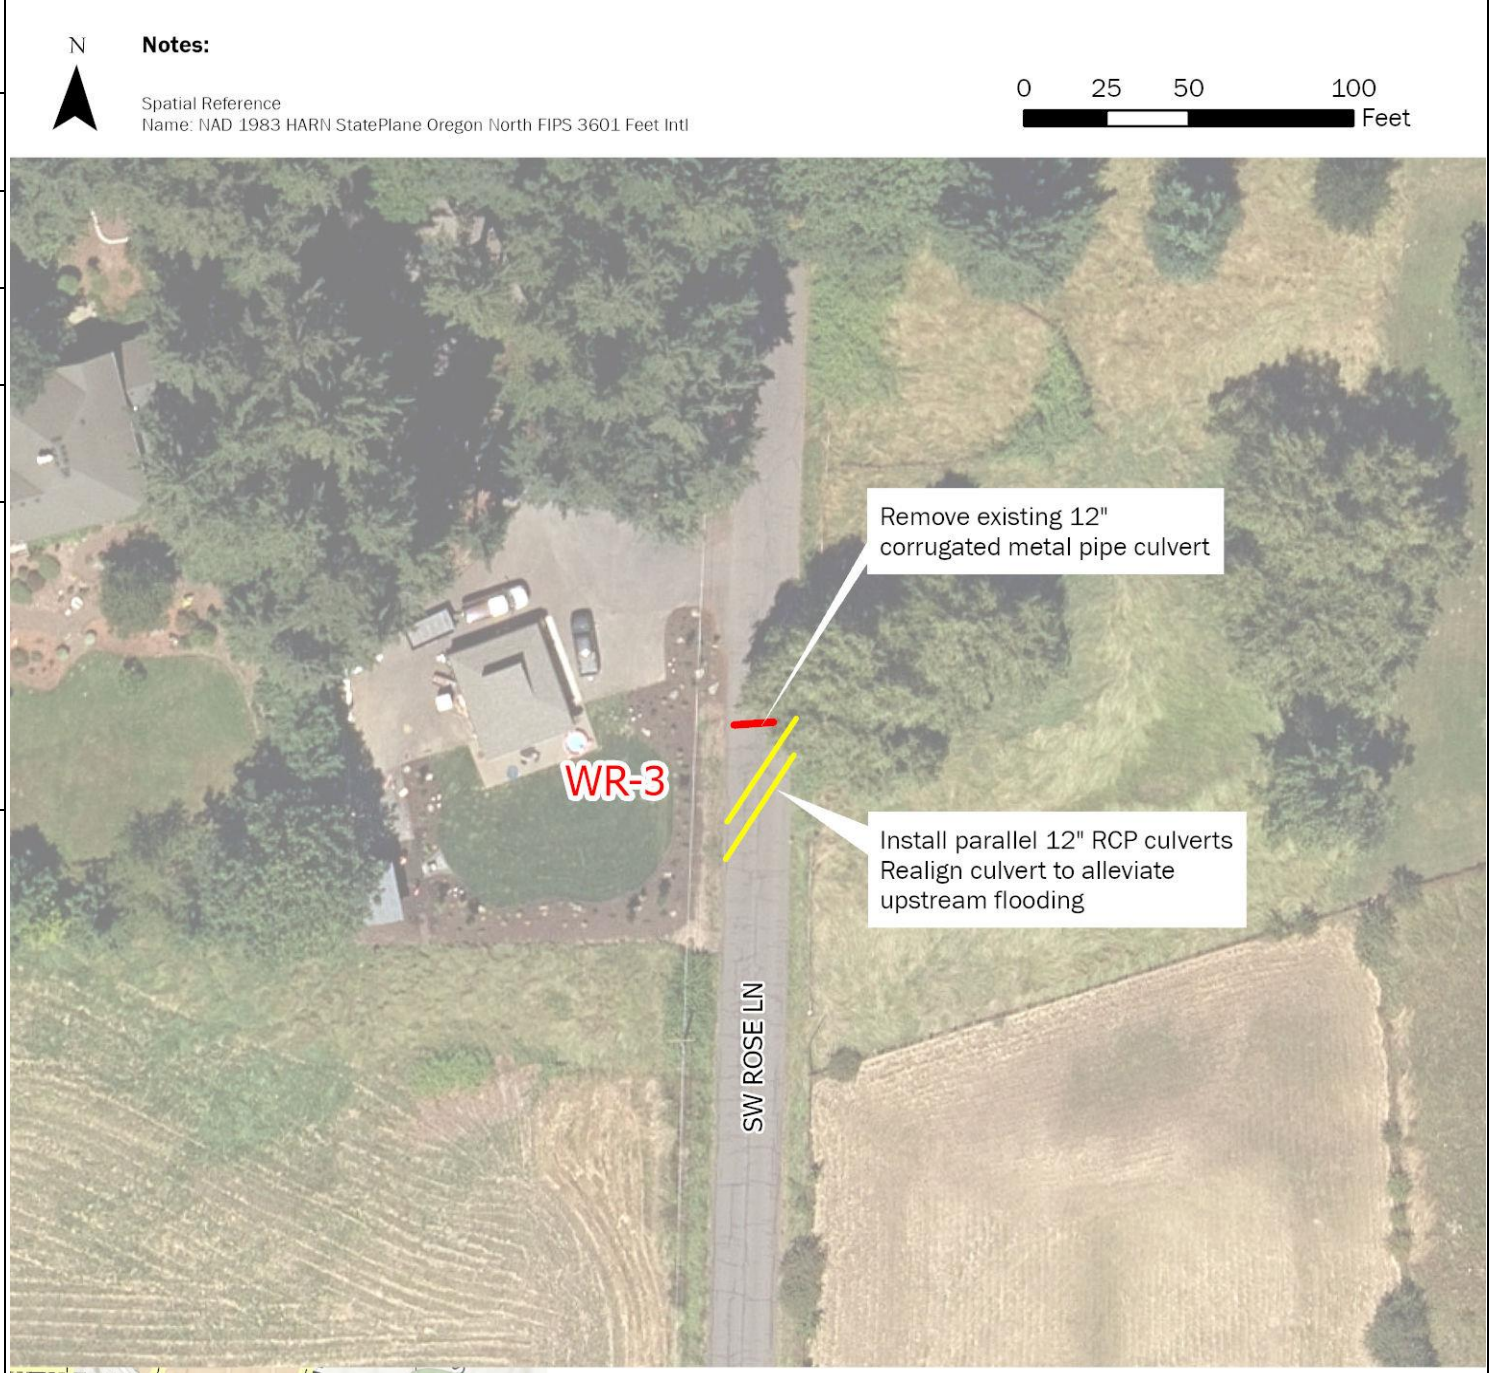 N
Notes:
Spatial Reference
Name: NAD 1983 HARN StatePlane Oregon North FIPS 3601 Feet Intl
0 25 50 100
Feet
Remove existing 12"
corrugated metal pipe culvert
WR-3
Install parallel 12" RCP culverts
Realign culvert to alleviate
upstream flooding
SW ROSE LN